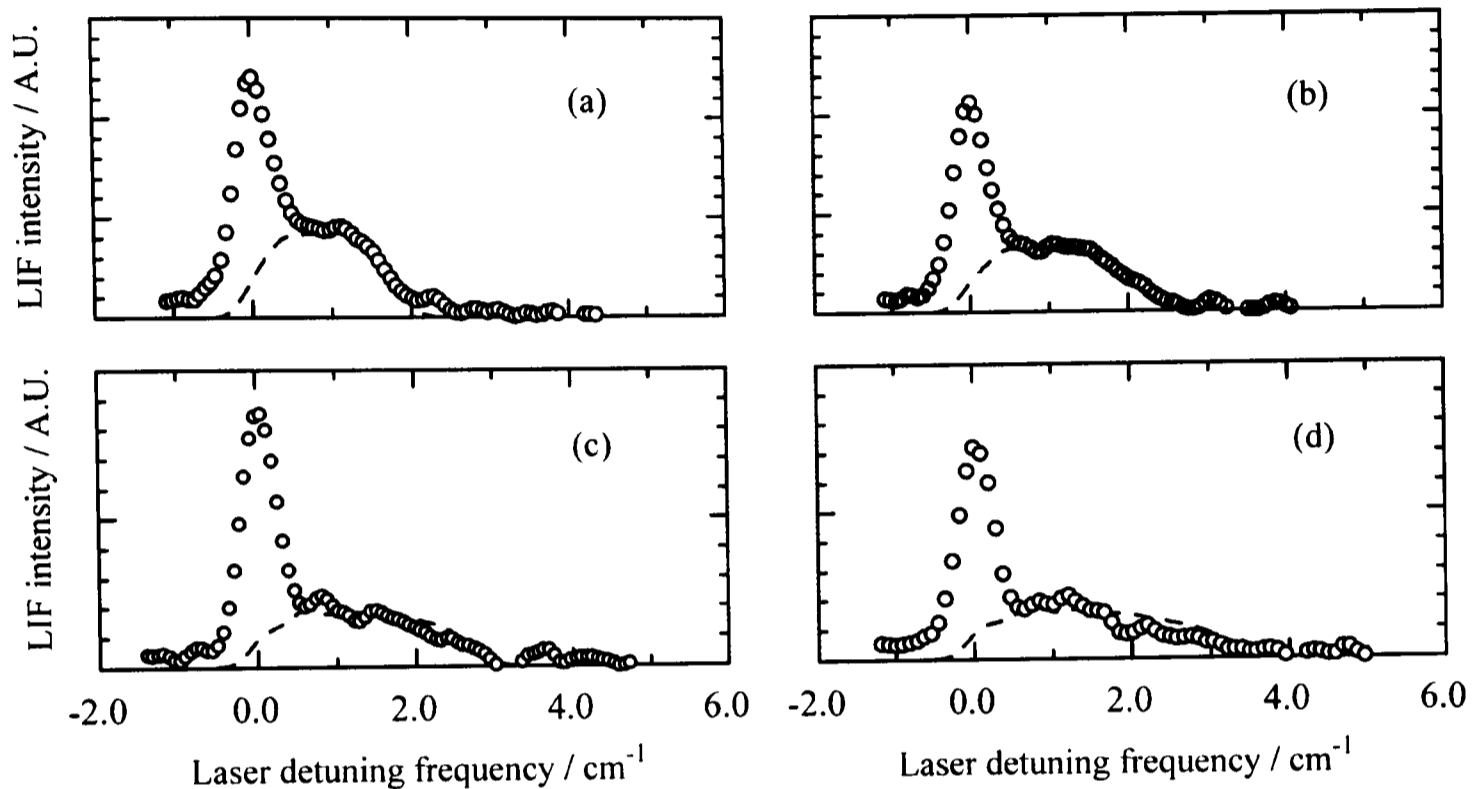 LIF intensity / A.U.
(a)
(b)
LIF intensity / A.U.
(c)
(d)
-2.0 0.0 2.0 4.0 6.0
-2.0 0.0 2.0 4.0 6.0
Laser detuning frequency / cm⁻¹
Laser detuning frequency / cm⁻¹